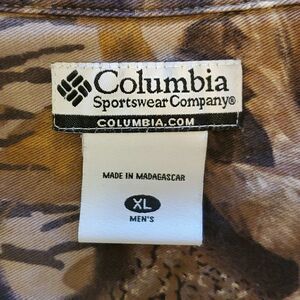 Columbia
Sportswear Company®
COLUMBIA.COM
MADE IN MADAGASCAR
XL
MEN'S